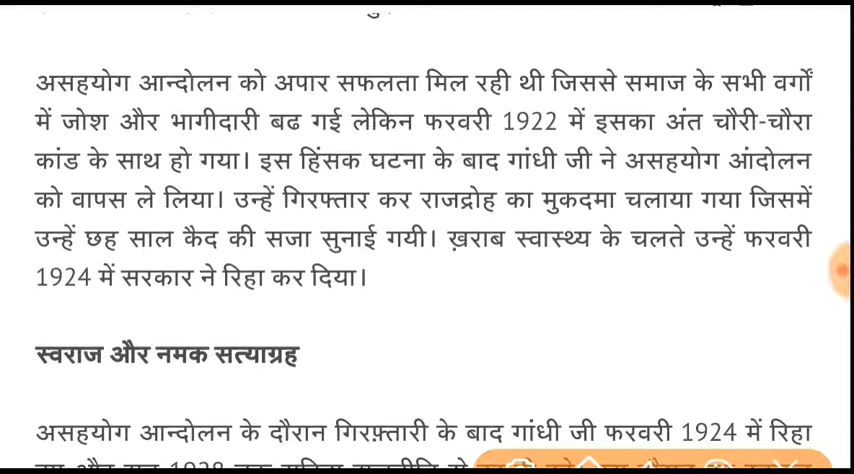 असहयोग आन्दोलन को अपार सफलता मिल रही थी जिससे समाज के सभी वर्गों
में जोश और भागीदारी बढ गई लेकिन फरवरी 1922 में इसका अंत चौरी-चौरा
कांड के साथ हो गया। इस हिंसक घटना के बाद गांधी जी ने असहयोग आंदोलन
को वापस ले लिया। उन्हें गिरफ्तार कर राजद्रोह का मुकदमा चलाया गया जिसमें
उन्हें छह साल कैद की सजा सुनाई गयी। ख़राब स्वास्थ्य के चलते उन्हें फरवरी
1924 में सरकार ने रिहा कर दिया।
स्वराज और नमक सत्याग्रह
असहयोग आन्दोलन के दौरान गिरफ़्तारी के बाद गांधी जी फरवरी 1924 में रिहा